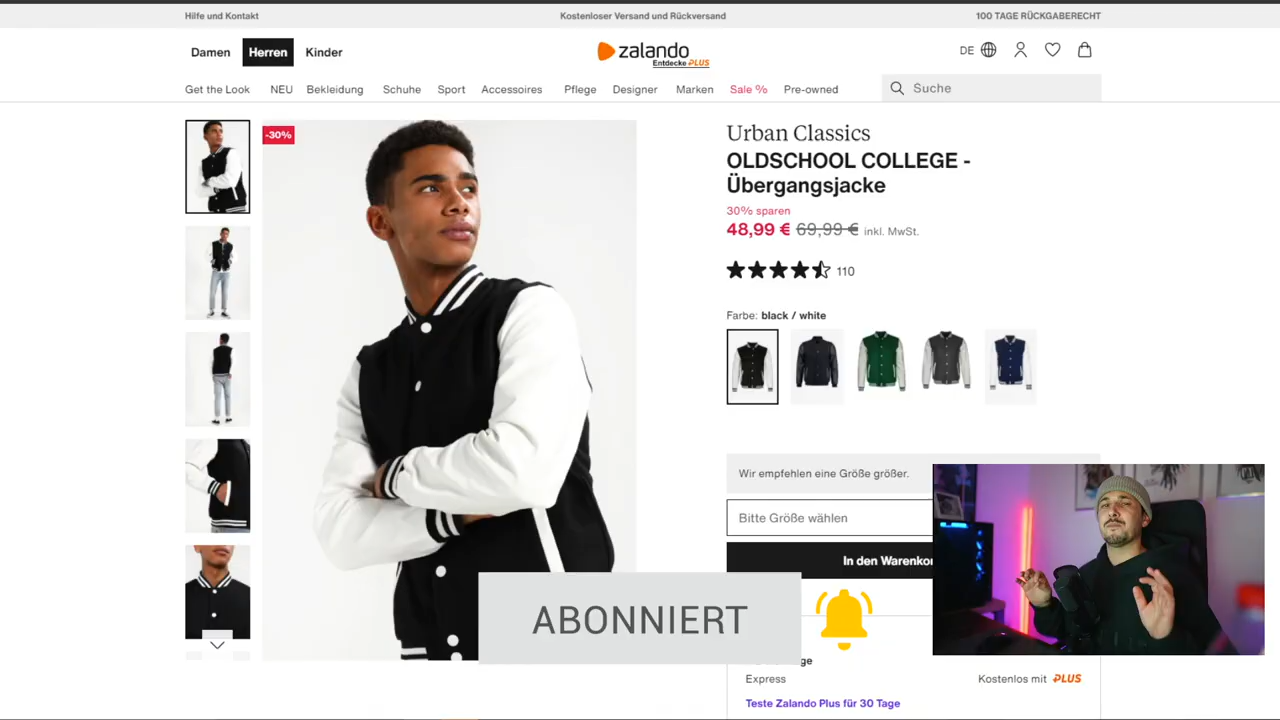 Hilfe und Kontakt
Kostenloser Versand und Rückversand
100 TAGE RÜCKGABERECHT
Damen Herren Kinder
zalando
Entdecke PLUS
DE
Get the Look NEU Bekleidung Schuhe Sport Accessoires Pflege Designer Marken Sale % Pre-owned
Suche
-30%
Urban Classics
OLDSCHOOL COLLEGE -
Übergangsjacke
30% sparen
48,99 € 69,99 € inkl. MwSt.
110
Farbe: black / white
Wir empfehlen eine Größe größer.
Bitte Größe wählen
In den
ABONNIERT
Express
Kostenlos mit PLUS
Teste Zalando Plus für 30 Tage